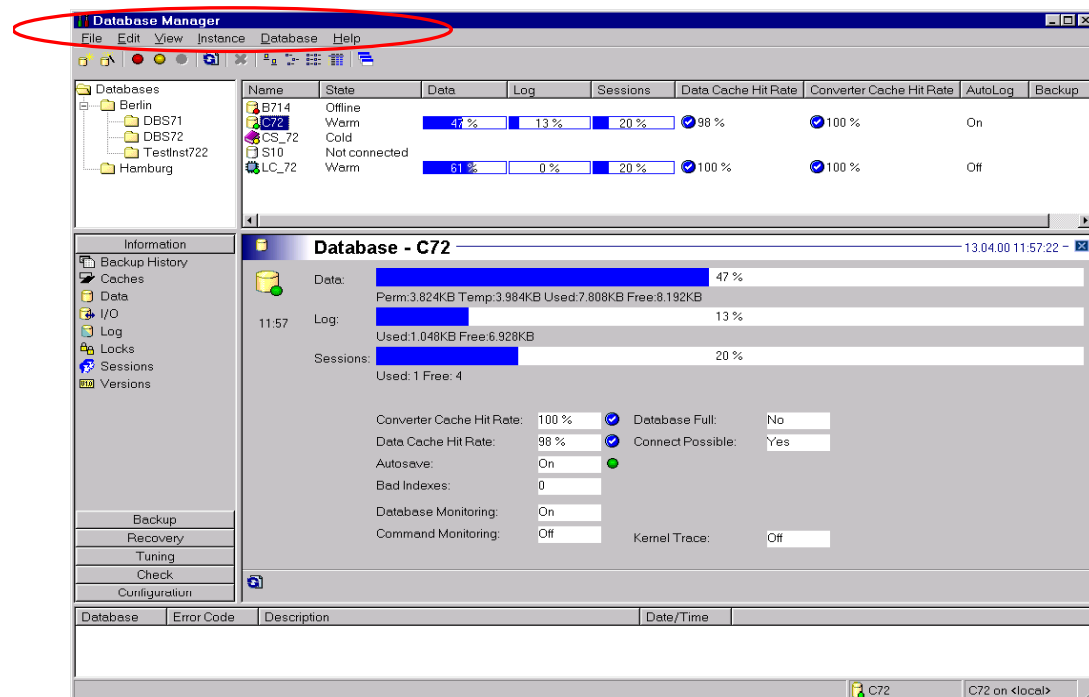 Database Manager
File Edit View Instance Database Help
Databases
Berlin
DBS71
DBS72
TestInst722
Hamburg
Name State Data Log Sessions Data Cache Hit Rate Converter Cache Hit Rate AutoLog Backup
B714 Offline
C72 Warm 47 % 13 % 20 % 98 % 100 % On
CS_72 Cold
S10 Not connected
LC_72 Warm 61 % 0 % 20 % 100 % 100 % Off
Information
Backup History
Caches
Data
I/O
Log
Locks
Sessions
Versions
Backup
Recovery
Tuning
Check
Configuration
Database - C72 13.04.00 11:57:22
11:57
Data: 47 %
Perm:3.824KB Temp:3.984KB Used:7.808KB Free:8.192KB
Log: 13 %
Used:1.048KB Free:6.928KB
Sessions: 20 %
Used: 1 Free: 4
Converter Cache Hit Rate: 100 % Database Full: No
Data Cache Hit Rate: 98 % Connect Possible: Yes
Autosave: On
Bad Indexes: 0
Database Monitoring: On
Command Monitoring: Off Kernel Trace: Off
Database Error Code Description Date/Time
C72 C72 on <local>